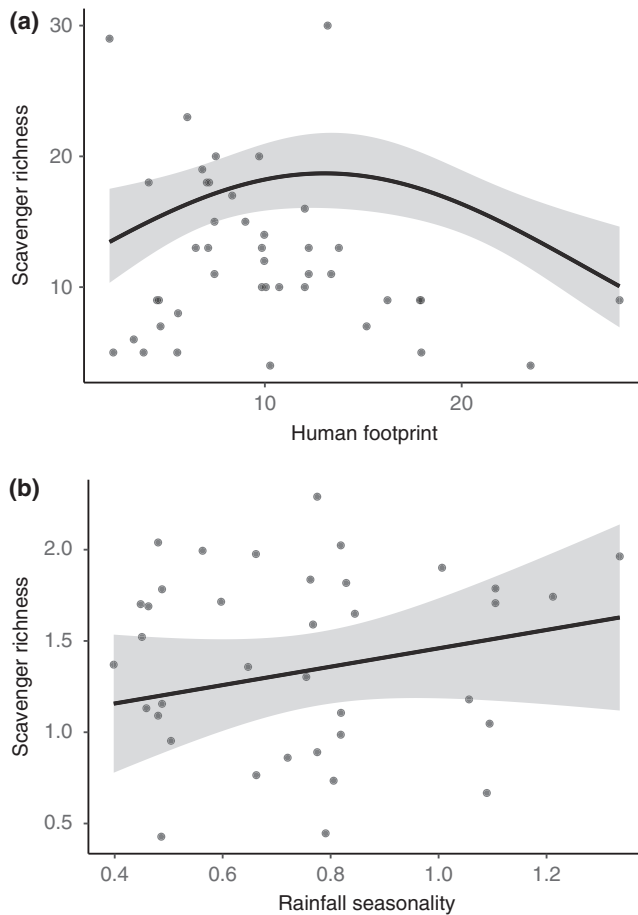 (a)
30
20
10
Scavenger richness
10
20
Human footprint
(b)
2.0
1.5
1.0
0.5
Scavenger richness
0.4
0.6
0.8
1.0
1.2
Rainfall seasonality